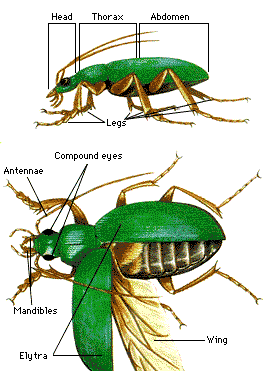 Head Thorax Abdomen
Legs
Compound eyes
Antennae
Mandibles
Wing
Elytra